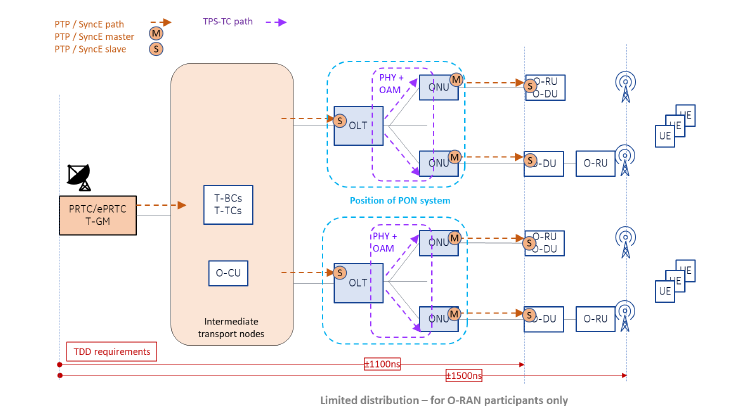 PTP / SyncE path
PTP / SyncE master
M
PTP / SyncE slave
S
TPS-TC path
PHY +
OAM
ONU
M
S
O-RU
O-DU
S
OLT
UE
UE
UE
ONU
M
S
O-DU
O-RU
Position of PON system
PRTC/ePRTC
T-GM
T-BCs
T-TCs
PHY +
OAM
ONU
M
S
O-RU
O-DU
O-CU
S
OLT
UE
UE
UE
ONU
M
S
O-DU
O-RU
Intermediate
transport nodes
TDD requirements
±1100ns
±1500ns
Limited distribution – for O-RAN participants only